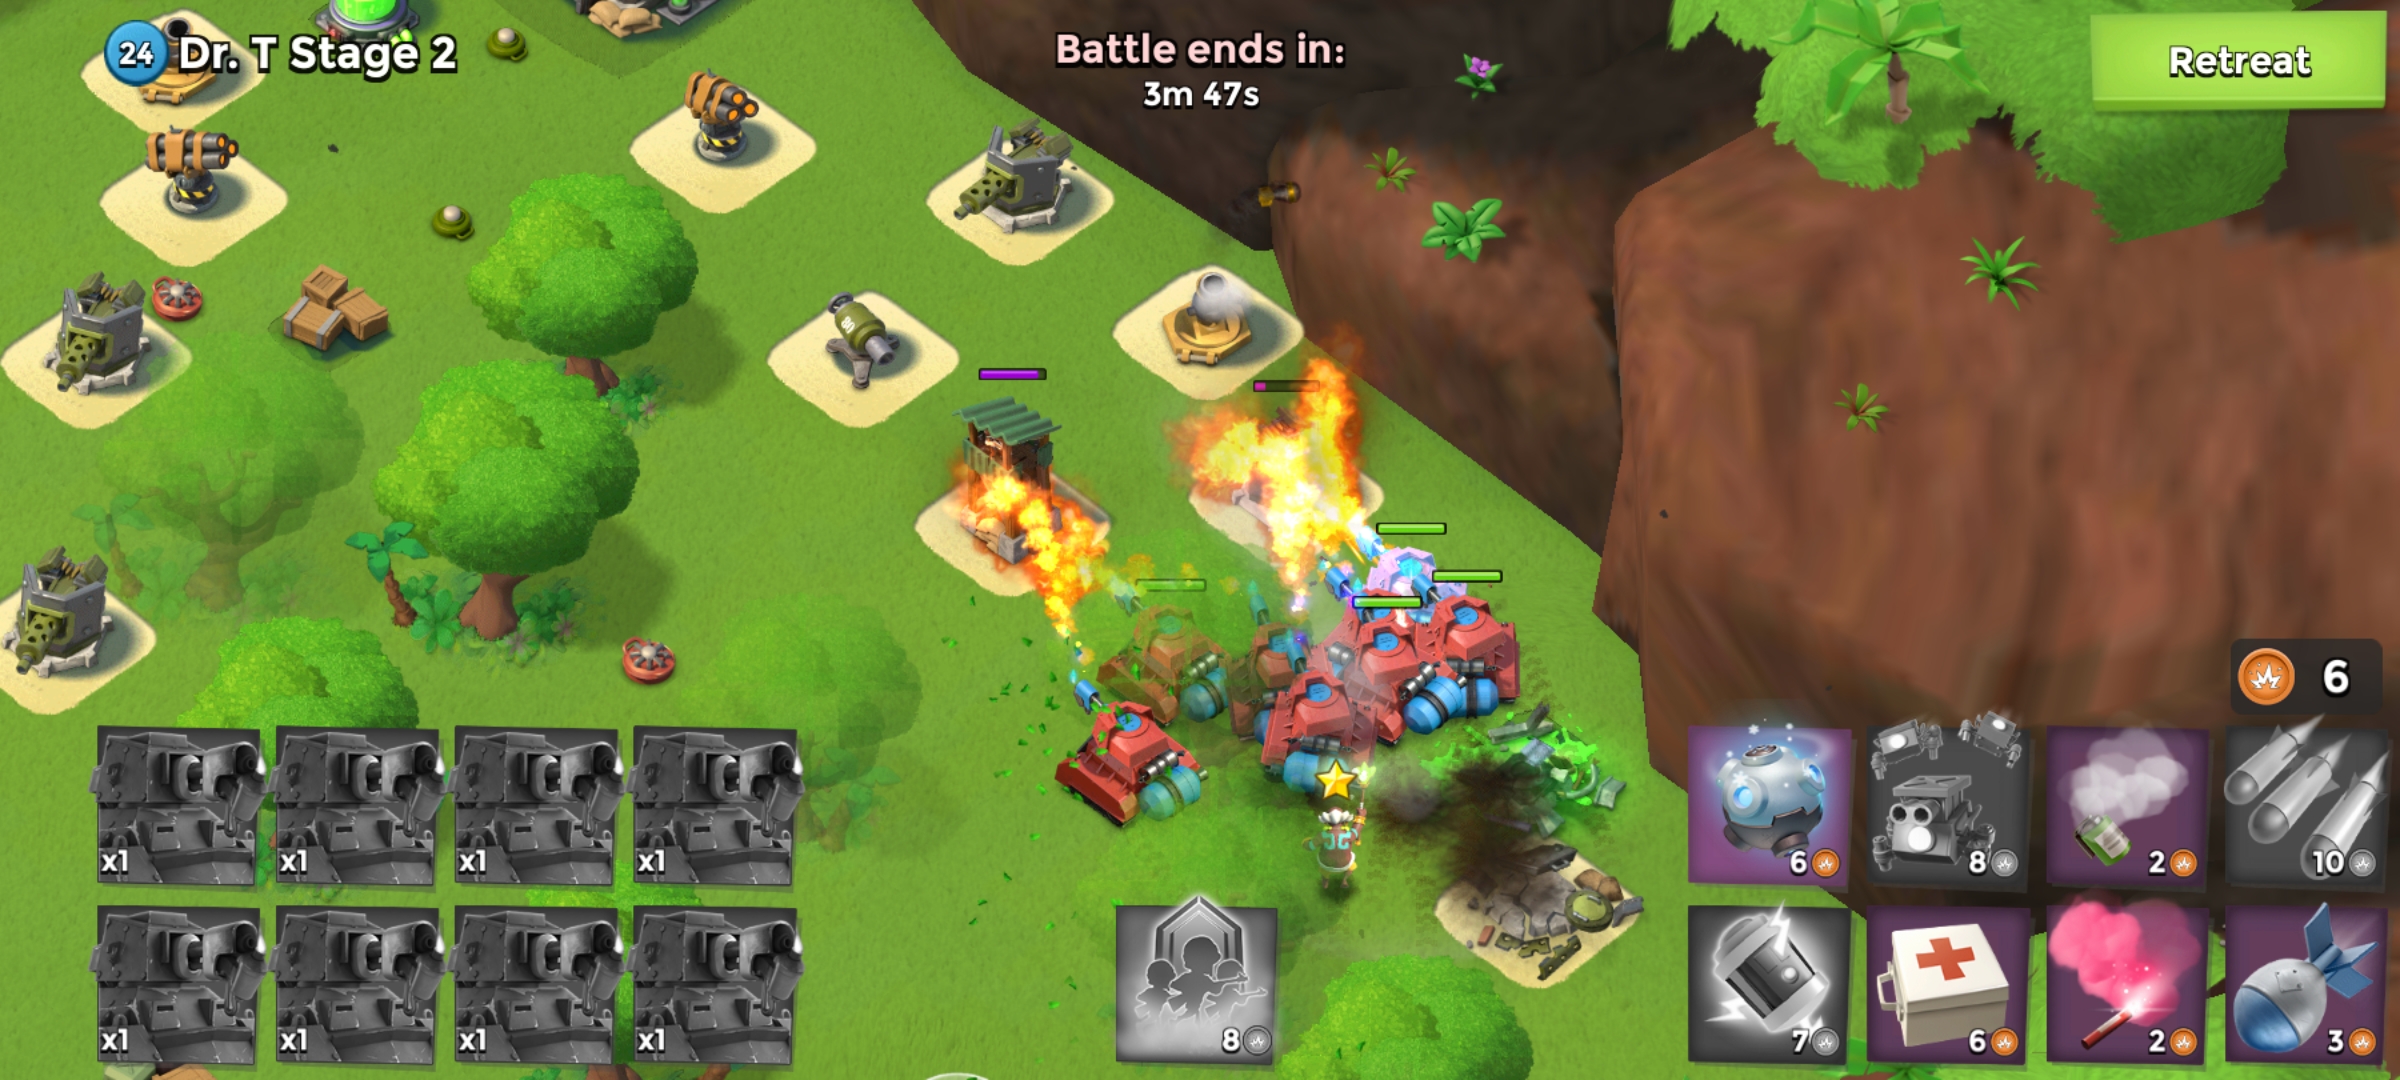 24 Dr. T Stage 2
Battle ends in:
3m 47s
Retreat
80
6
6 8 2 10
x1 x1 x1 x1
x1 x1 x1 x1
8
7 6 2 3